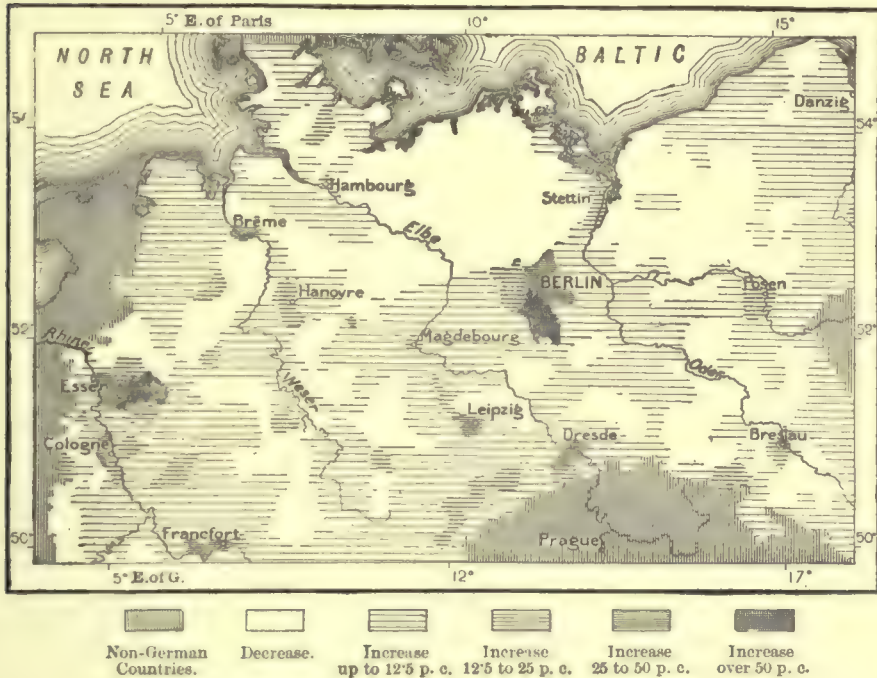 5° E. of Paris 10° 15°
NORTH
SEA
BALTIC
Danzig
54° 54°
Hambourg
Stettin
Brême
Elbe
BERLIN
Posen
Hanovre
52° 52°
Rhine
Magdebourg
Essen
Weser
Oder
Leipzig
Cologne
Dresde
Breslau
50° 50°
Francfort
Prague
5° E. of G. 12° 17°
Non-German Decrease. Increase Increase Increase Increase
Countries. up to 12·5 p. c. 12·5 to 25 p. c. 25 to 50 p. c. over 50 p. c.